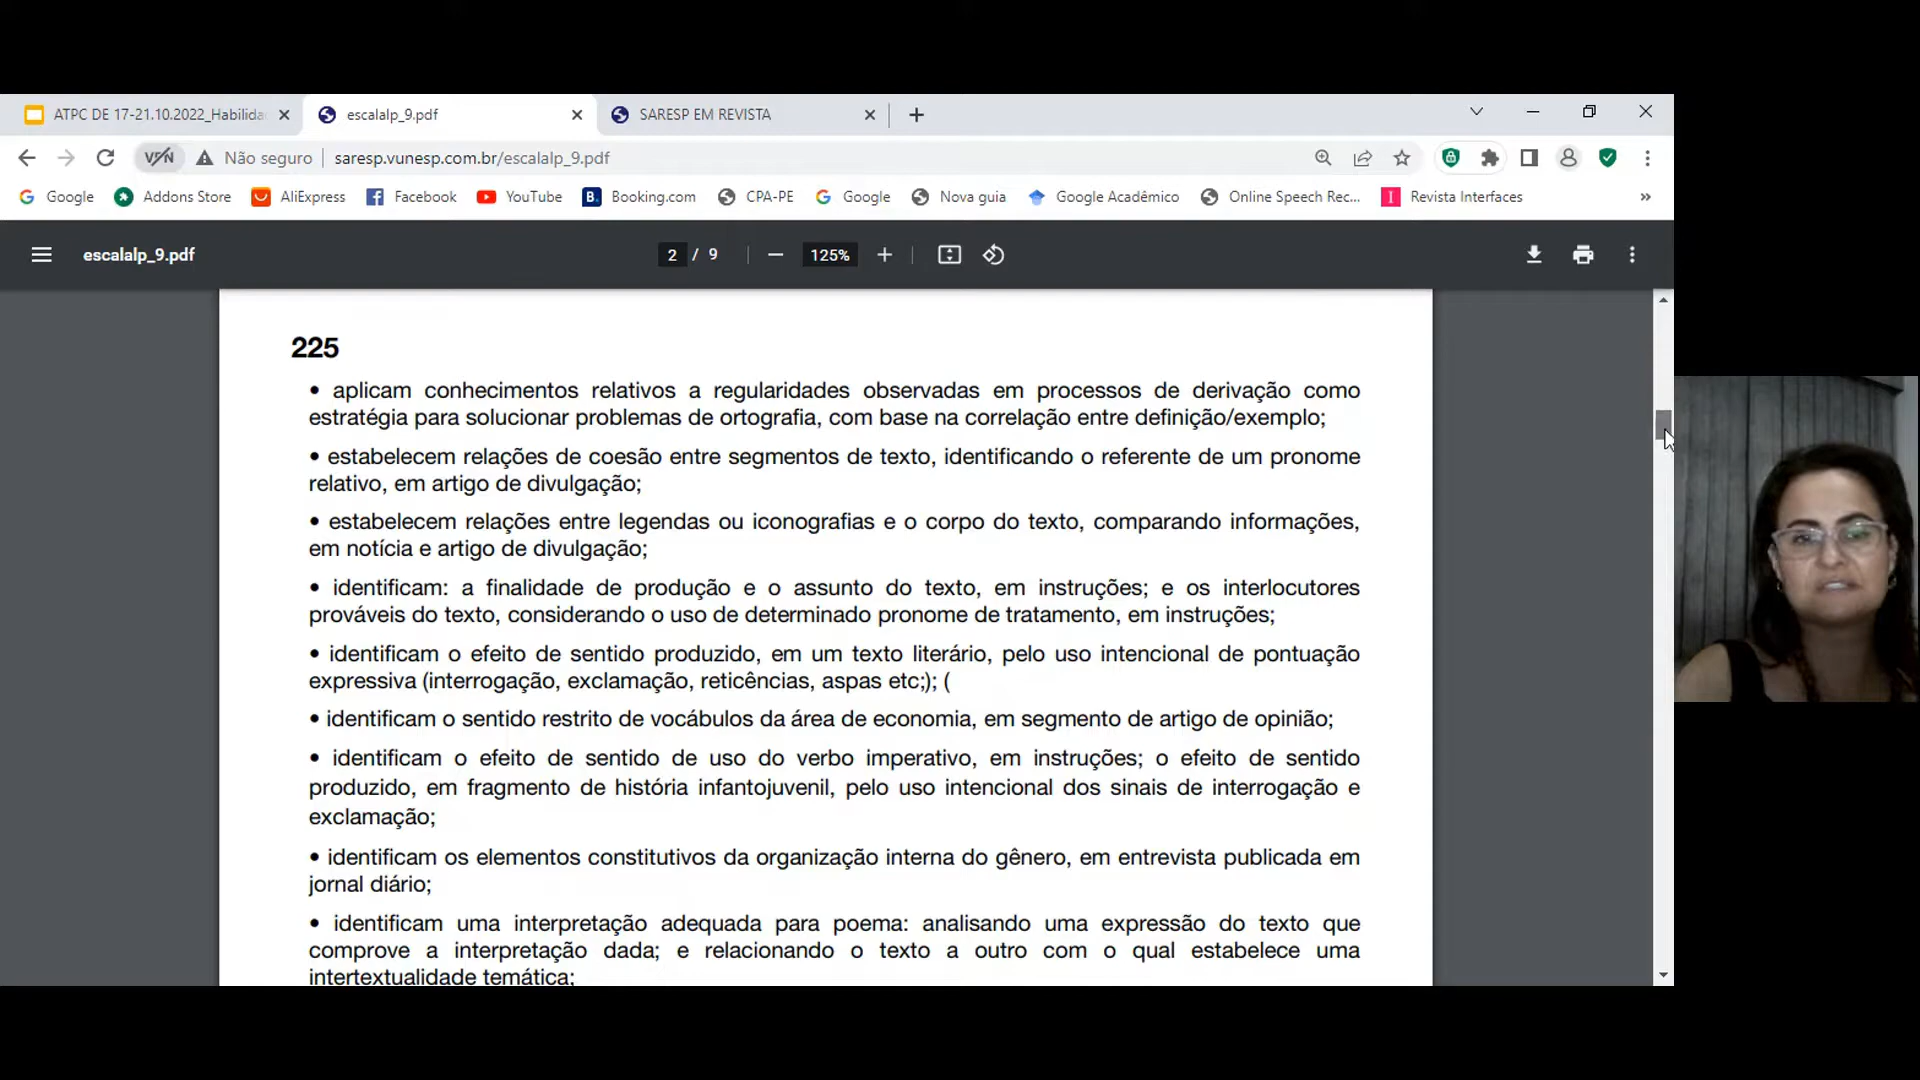 ATPC DE 17-21.10.2022_Habilida
escalalp_9.pdf
SARESP EM REVISTA
VPN
Não seguro
saresp.vunesp.com.br/escalalp_9.pdf
Google
Addons Store
AliExpress
Facebook
YouTube
B. Booking.com
CPA-PE
Google
Nova guia
Google Acadêmico
Online Speech Rec...
Revista Interfaces
»
escalalp_9.pdf
2 / 9
125%
225
• aplicam conhecimentos relativos a regularidades observadas em processos de derivação como
estratégia para solucionar problemas de ortografia, com base na correlação entre definição/exemplo;
• estabelecem relações de coesão entre segmentos de texto, identificando o referente de um pronome
relativo, em artigo de divulgação;
• estabelecem relações entre legendas ou iconografias e o corpo do texto, comparando informações,
em notícia e artigo de divulgação;
• identificam: a finalidade de produção e o assunto do texto, em instruções; e os interlocutores
prováveis do texto, considerando o uso de determinado pronome de tratamento, em instruções;
• identificam o efeito de sentido produzido, em um texto literário, pelo uso intencional de pontuação
expressiva (interrogação, exclamação, reticências, aspas etc;); (
• identificam o sentido restrito de vocábulos da área de economia, em segmento de artigo de opinião;
• identificam o efeito de sentido de uso do verbo imperativo, em instruções; o efeito de sentido
produzido, em fragmento de história infantojuvenil, pelo uso intencional dos sinais de interrogação e
exclamação;
• identificam os elementos constitutivos da organização interna do gênero, em entrevista publicada em
jornal diário;
• identificam uma interpretação adequada para poema: analisando uma expressão do texto que
comprove a interpretação dada; e relacionando o texto a outro com o qual estabelece uma
intertextualidade temática;